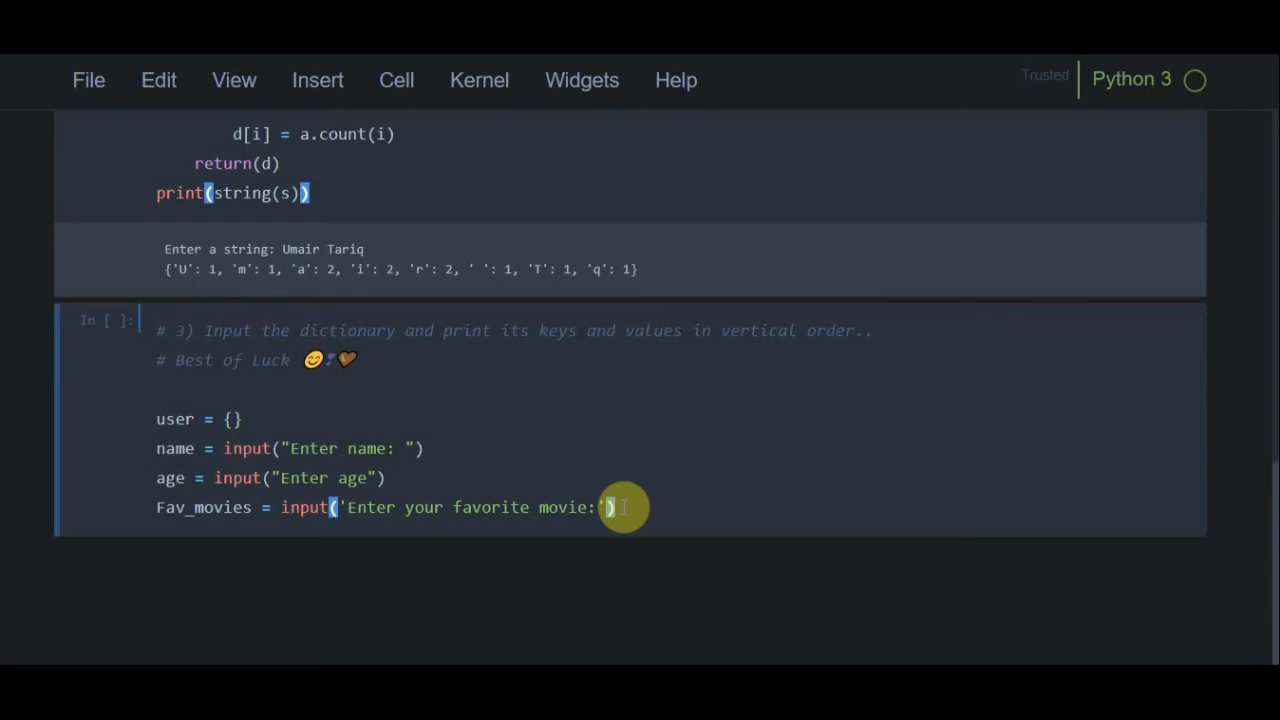 File Edit View Insert Cell Kernel Widgets Help Trusted Python 3
d[i] = a.count(i)
return(d)
print(string(s))
Enter a string: Umair Tariq
{'U': 1, 'm': 1, 'a': 2, 'i': 2, 'r': 2, ' ': 1, 'T': 1, 'q': 1}
In [ ]:
# 3) Input the dictionary and print its keys and values in vertical order..
# Best of Luck 😊❣🤎
user = {}
name = input("Enter name: ")
age = input("Enter age")
Fav_movies = input('Enter your favorite movie:')